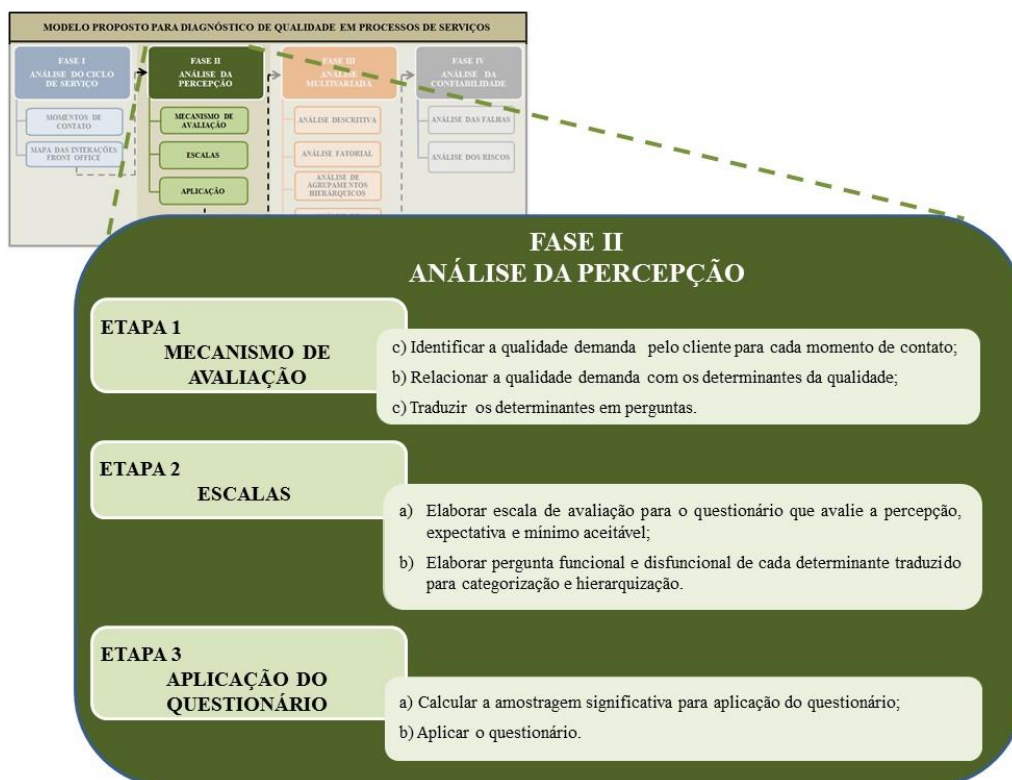 MODELO PROPOSTO PARA DIAGNÓSTICO DE QUALIDADE EM PROCESSOS DE SERVIÇOS
FASE I
ANÁLISE DO CICLO
DE SERVIÇO
MOMENTOS DE
CONTATO
MAPA DAS INTERAÇÕES
FRONT OFFICE
FASE II
ANÁLISE DA
PERCEPÇÃO
MECANISMO DE
AVALIAÇÃO
ESCALAS
APLICAÇÃO
FASE III
ANÁLISE
MULTIVARIADA
ANÁLISE DESCRITIVA
ANÁLISE FATORIAL
ANÁLISE DE
AGRUPAMENTOS
HIERÁRQUICOS
FASE IV
ANÁLISE DA
CONFIABILIDADE
ANÁLISE DAS FALHAS
ANÁLISE DOS RISCOS
FASE II
ANÁLISE DA PERCEPÇÃO
ETAPA 1
MECANISMO DE
AVALIAÇÃO
c) Identificar a qualidade demanda pelo cliente para cada momento de contato;
b) Relacionar a qualidade demanda com os determinantes da qualidade;
c) Traduzir os determinantes em perguntas.
ETAPA 2
ESCALAS
a) Elaborar escala de avaliação para o questionário que avalie a percepção,
expectativa e mínimo aceitável;
b) Elaborar pergunta funcional e disfuncional de cada determinante traduzido
para categorização e hierarquização.
ETAPA 3
APLICAÇÃO DO
QUESTIONÁRIO
a) Calcular a amostragem significativa para aplicação do questionário;
b) Aplicar o questionário.